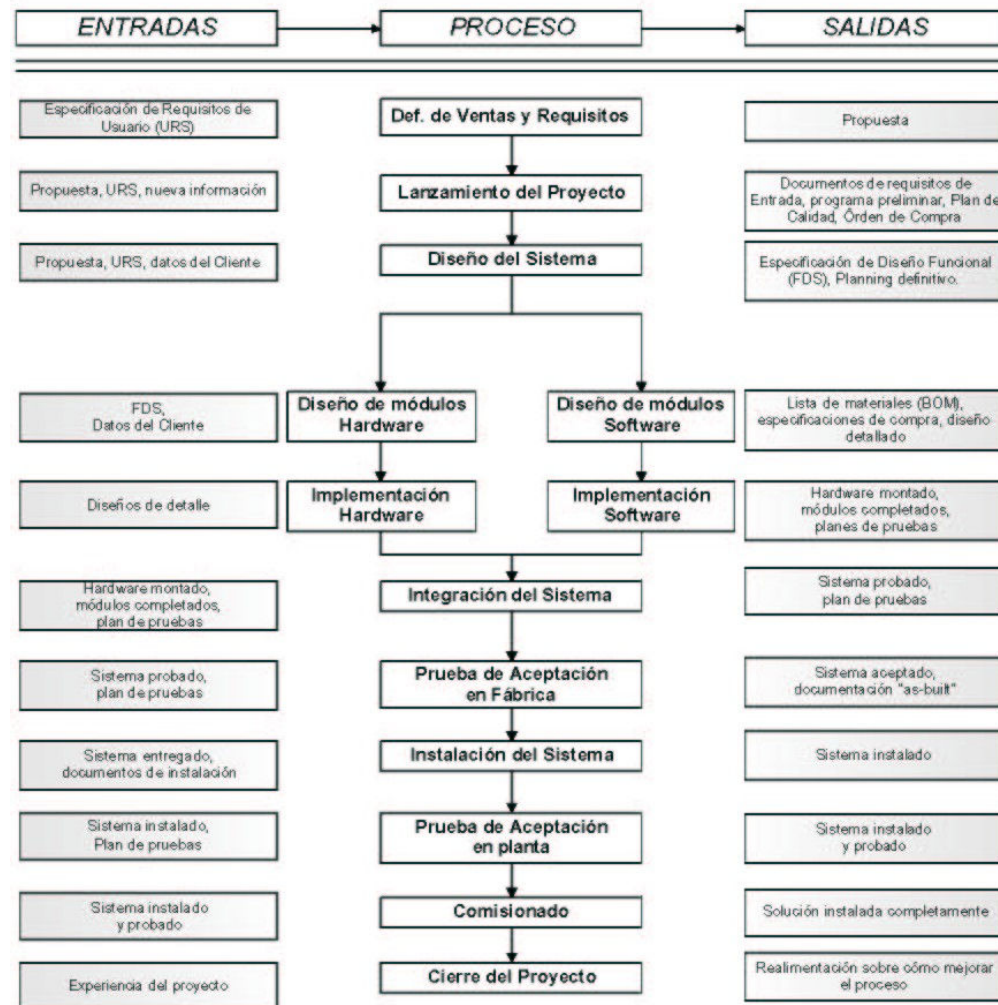 ENTRADAS
PROCESO
SALIDAS
Especificación de Requisitos de
Usuario (URS)
Def. de Ventas y Requisitos
Propuesta
Propuesta, URS, nueva información
Lanzamiento del Proyecto
Documentos de requisitos de
Entrada, programa preliminar, Plan de
Calidad, Órden de Compra
Propuesta, URS, datos del Cliente
Diseño del Sistema
Especificación de Diseño Funcional
(FDS), Planning definitivo.
FDS,
Datos del Cliente
Diseño de módulos
Hardware
Diseño de módulos
Software
Lista de materiales (BOM),
especificaciones de compra, diseño
detallado
Diseños de detalle
Implementación
Hardware
Implementación
Software
Hardware montado,
módulos completados,
planes de pruebas
Hardware montado,
módulos completados,
plan de pruebas
Integración del Sistema
Sistema probado,
plan de pruebas
Sistema probado,
plan de pruebas
Prueba de Aceptación
en Fábrica
Sistema aceptado,
documentación "as-built"
Sistema entregado,
documentos de instalación
Instalación del Sistema
Sistema instalado
Sistema instalado,
Plan de pruebas
Prueba de Aceptación
en planta
Sistema instalado
y probado
Sistema instalado
y probado
Comisionado
Solución instalada completamente
Experiencia del proyecto
Cierre del Proyecto
Realimentación sobre cómo mejorar
el proceso